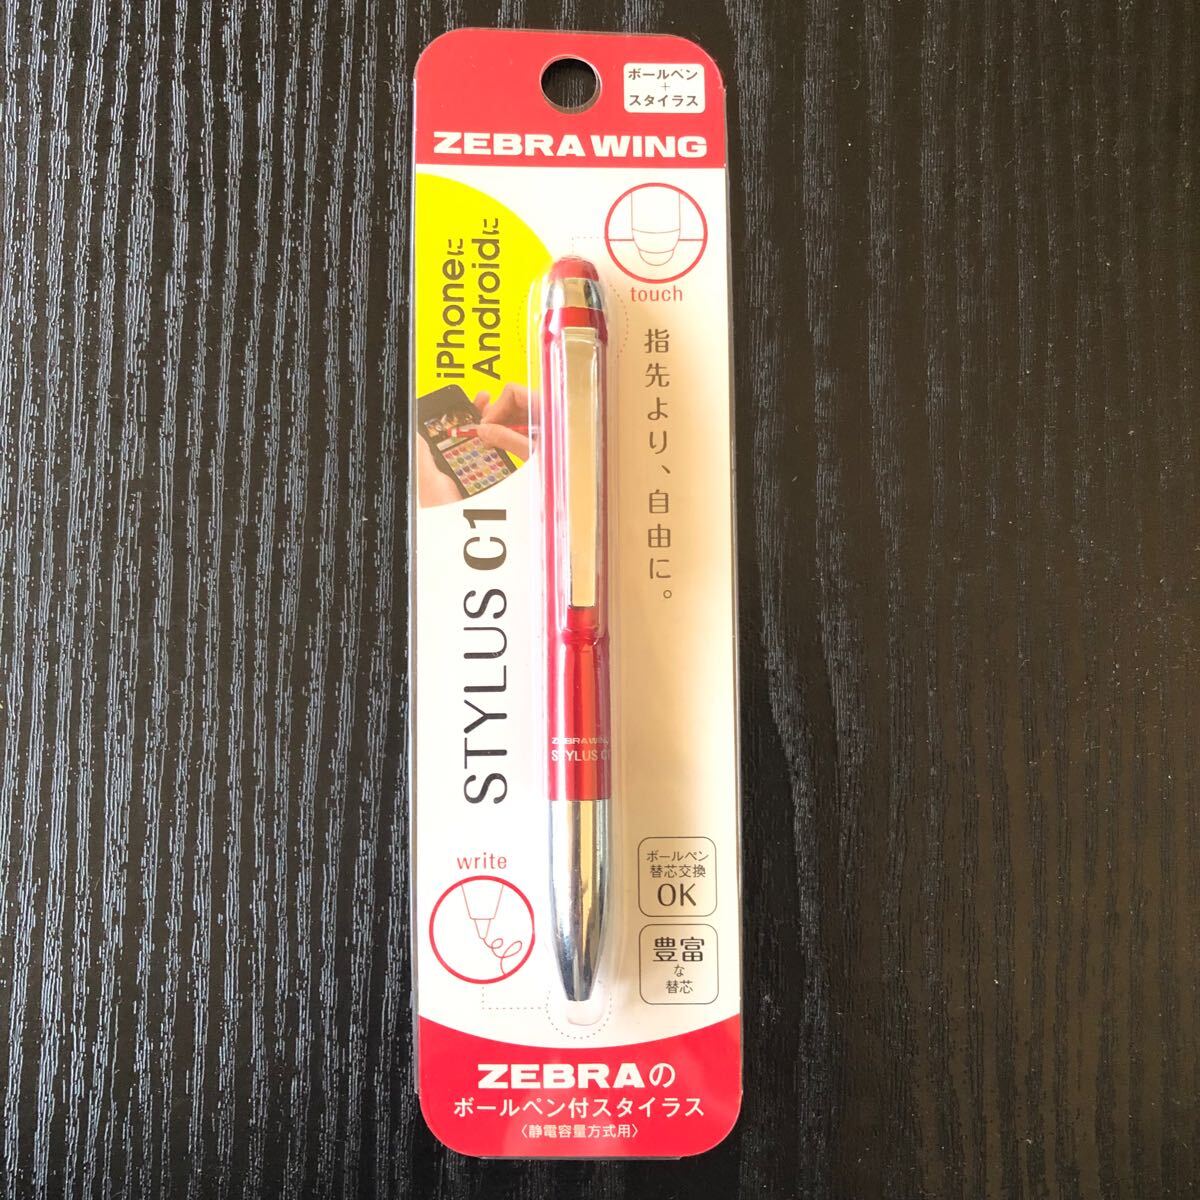 ボールペン
+
スタイラス
ZEBRA WING
iPhoneに
Androidに
touch
指先より、自由に。
STYLUS C1
ZEBRA WING
STYLUS C1
write
ボールペン
替芯交換
OK
豊富
な
替芯
ZEBRAの
ボールペン付スタイラス
〈静電容量方式用〉